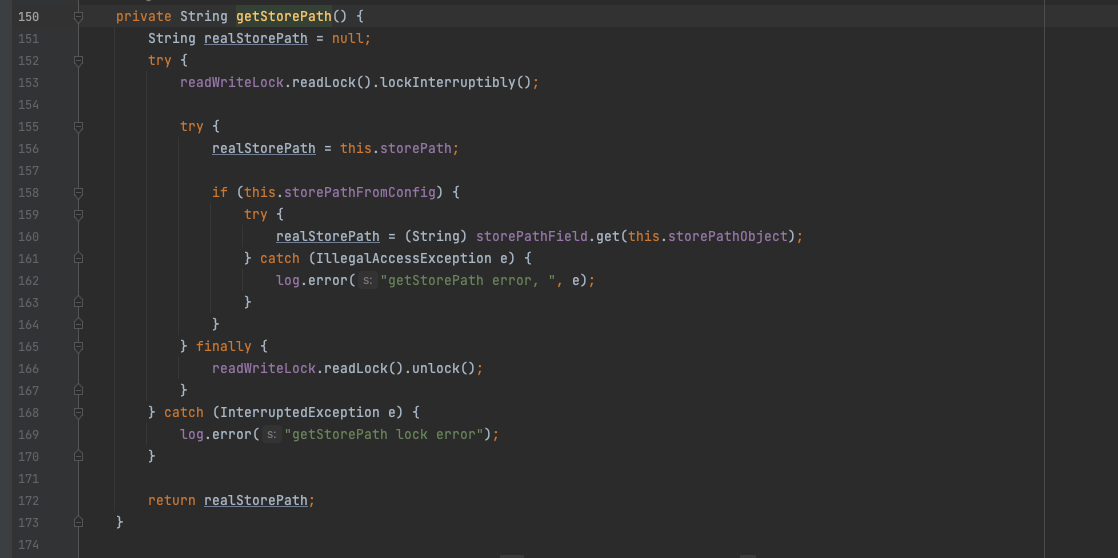 150 private String getStorePath() {
151 String realStorePath = null;
152 try {
153 readWriteLock.readLock().lockInterruptibly();
154
155 try {
156 realStorePath = this.storePath;
157
158 if (this.storePathFromConfig) {
159 try {
160 realStorePath = (String) storePathField.get(this.storePathObject);
161 } catch (IllegalAccessException e) {
162 log.error( s: "getStorePath error, ", e);
163 }
164 }
165 } finally {
166 readWriteLock.readLock().unlock();
167 }
168 } catch (InterruptedException e) {
169 log.error( s: "getStorePath lock error");
170 }
171
172 return realStorePath;
173 }
174